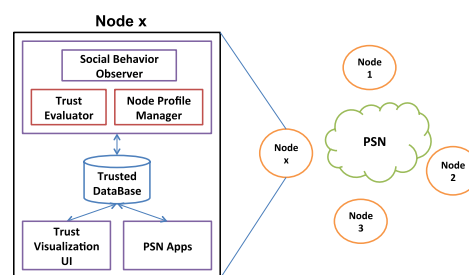 Node x
Social Behavior
Observer
Trust
Evaluator
Node Profile
Manager
Trusted
DataBase
Trust
Visualization
UI
PSN Apps
Node
x
Node
1
PSN
Node
2
Node
3